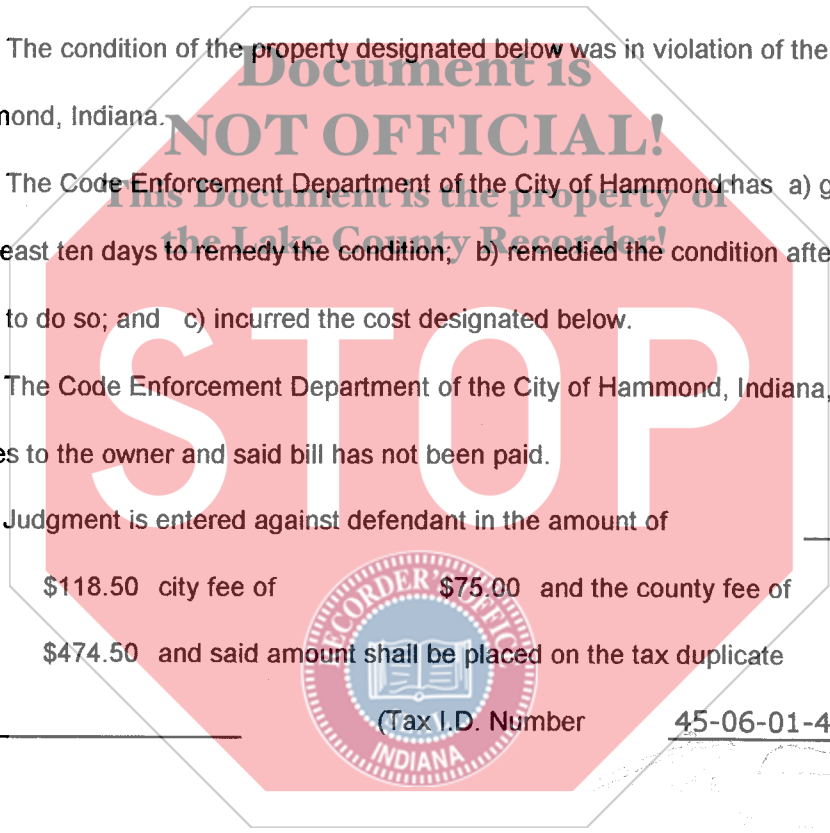 The condition of the property designated below was in violation of the
Document is
mond, Indiana.
NOT OFFICIAL!
The Code Enforcement Department of the City of Hammond has a) g
This Document is the property of
the Lake County Recorder!
east ten days to remedy the condition; b) remedied the condition afte
to do so; and c) incurred the cost designated below.
STOP
The Code Enforcement Department of the City of Hammond, Indiana,
es to the owner and said bill has not been paid.
Judgment is entered against defendant in the amount of
$118.50 city fee of $75.00 and the county fee of
$474.50 and said amount shall be placed on the tax duplicate
(Tax I.D. Number 45-06-01-4
RECORDER'S OFFICE
INDIANA